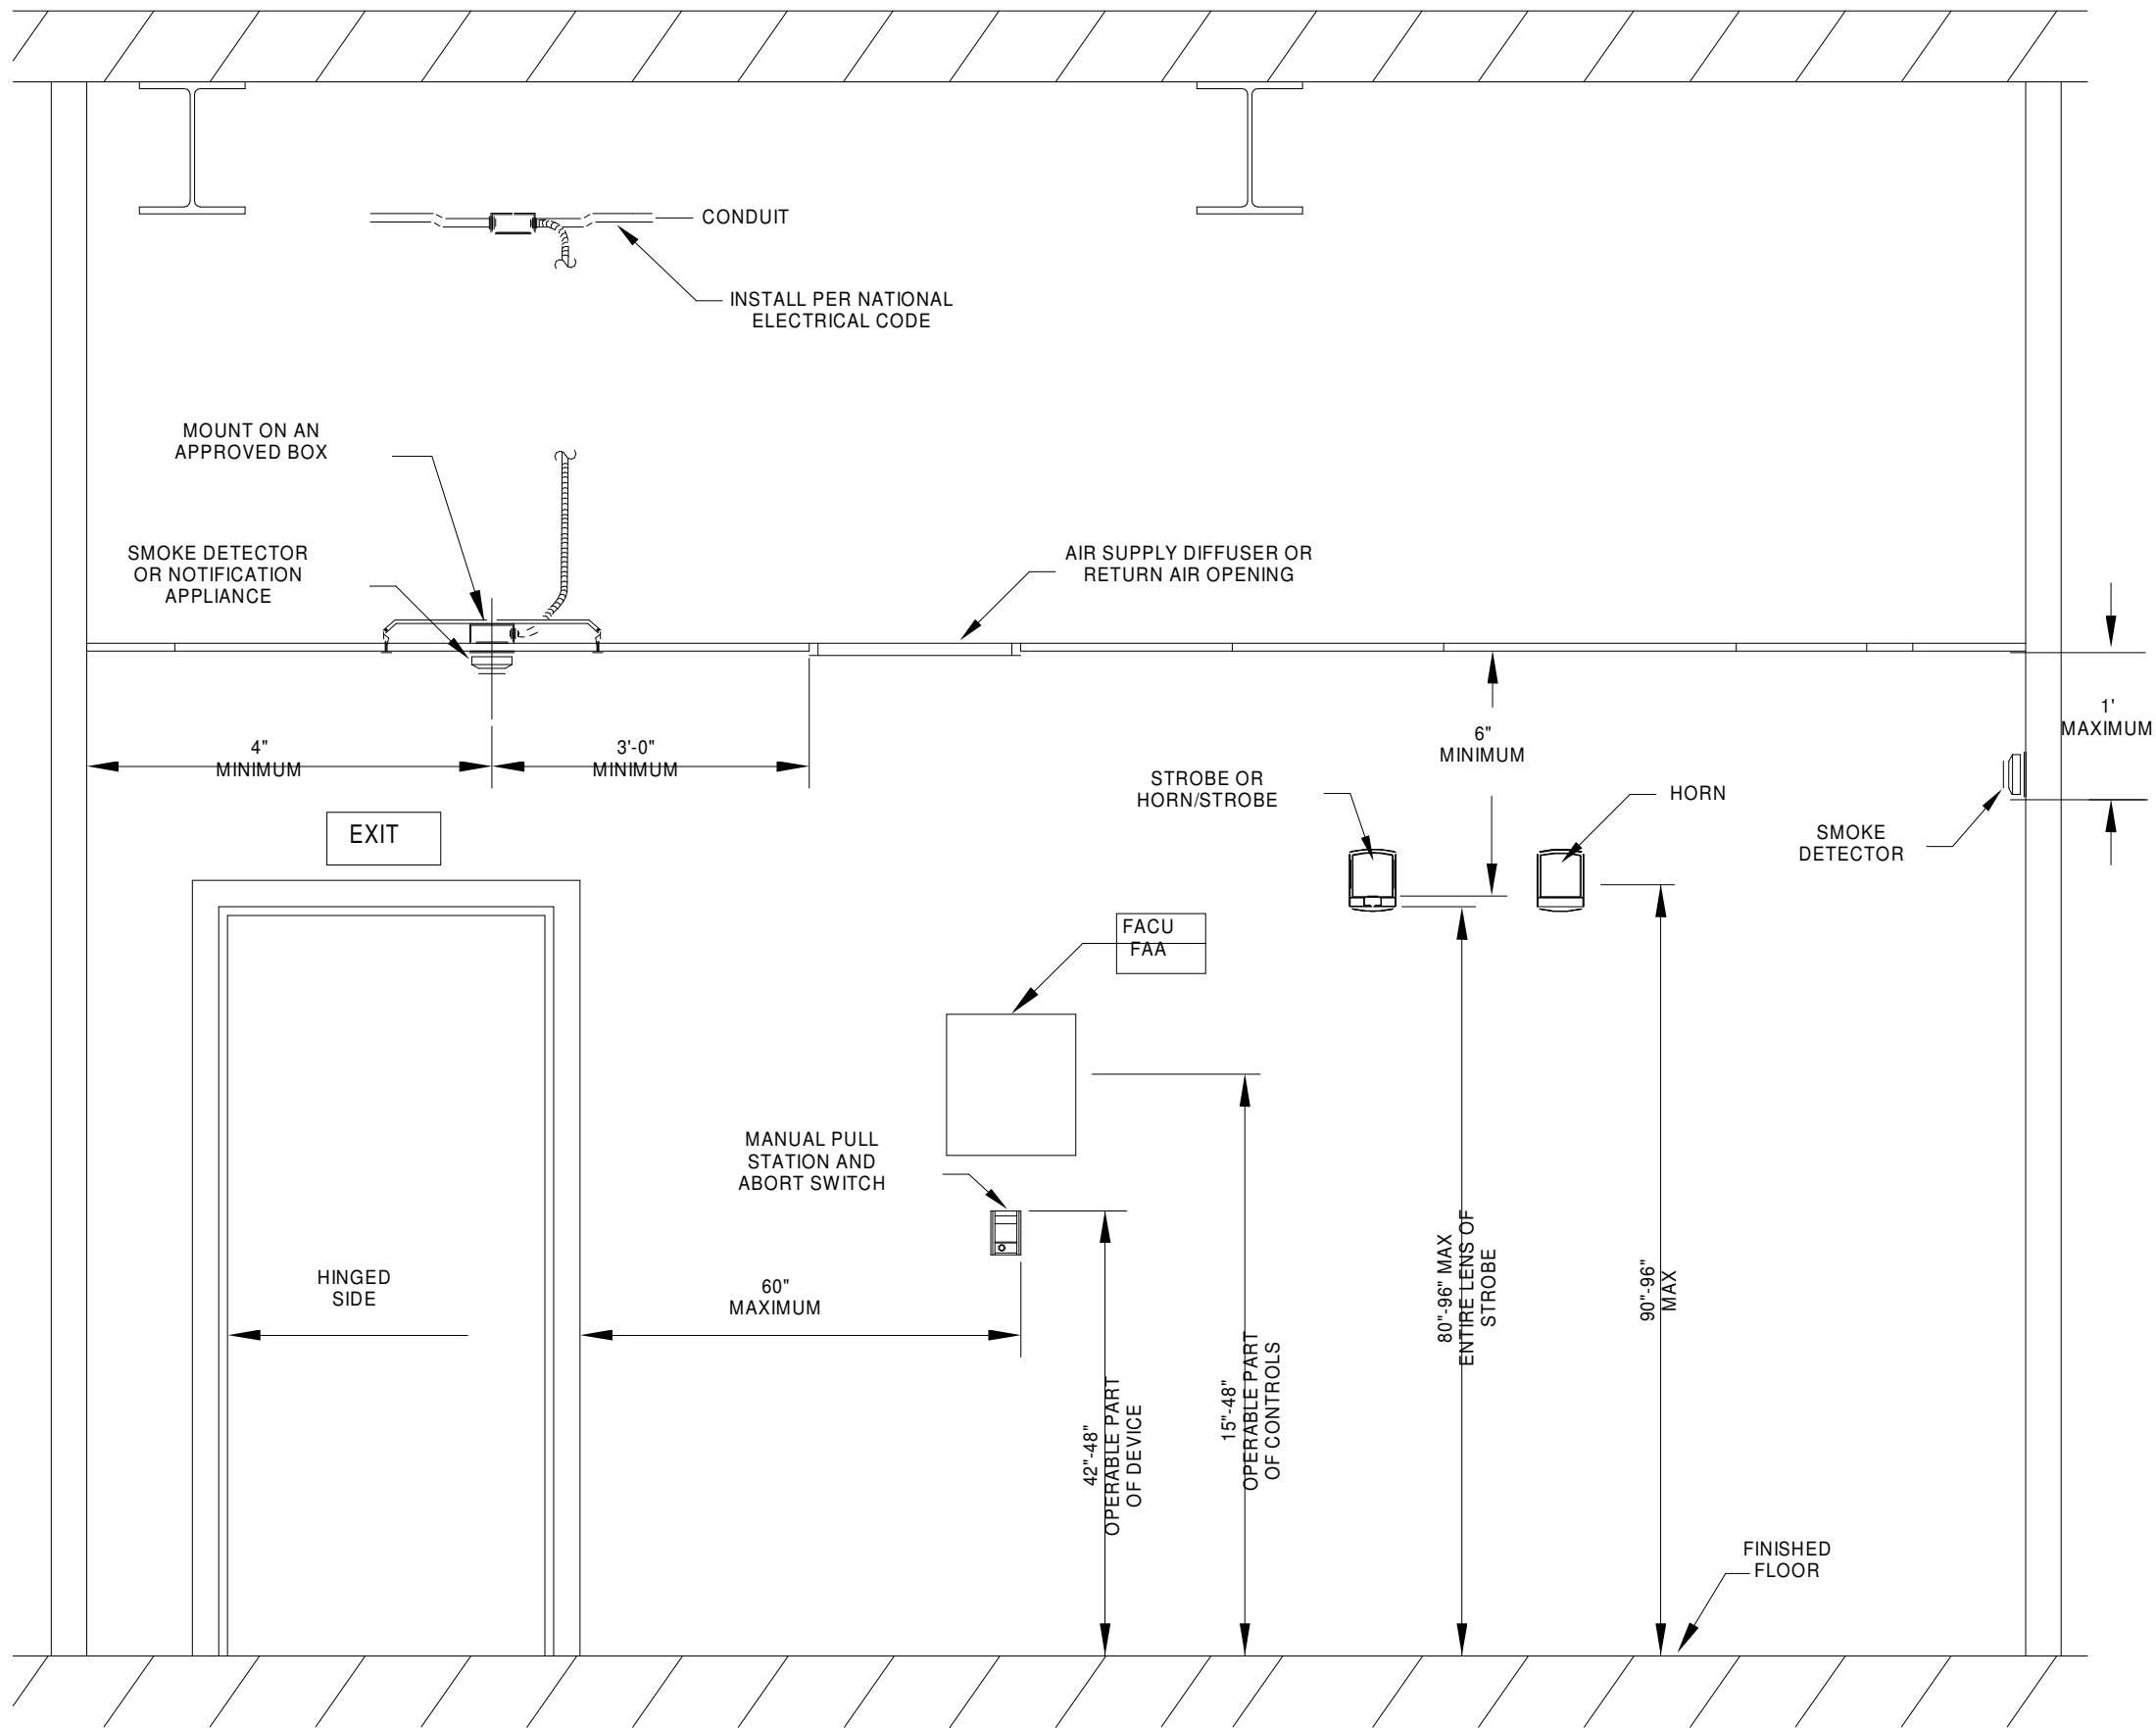 CONDUIT
INSTALL PER NATIONAL
ELECTRICAL CODE
MOUNT ON AN
APPROVED BOX
SMOKE DETECTOR
OR NOTIFICATION
APPLIANCE
AIR SUPPLY DIFFUSER OR
RETURN AIR OPENING
1'
MAXIMUM
4"
MINIMUM
3'-0"
MINIMUM
6"
MINIMUM
STROBE OR
HORN/STROBE
HORN
SMOKE
DETECTOR
EXIT
FACU
FAA
MANUAL PULL
STATION AND
ABORT SWITCH
HINGED
SIDE
60"
MAXIMUM
42"-48"
OPERABLE PART
OF DEVICE
15"-48"
OPERABLE PART
OF CONTROLS
80"-96" MAX
ENTIRE LENS OF
STROBE
90"-96"
MAX
FINISHED
FLOOR